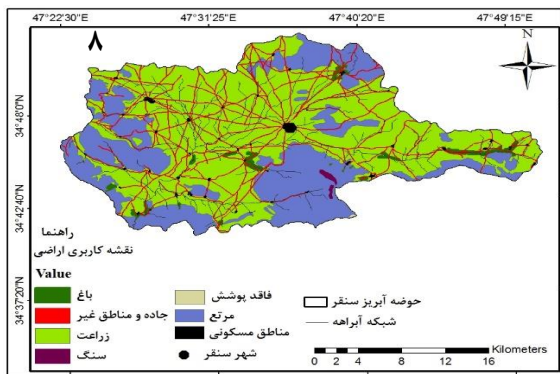 47°22'30"E 47°31'25"E 47°40'20"E 47°49'15"E
۸
N
34°48'0"N
34°42'40"N
34°37'20"N
راهنما
نقشه کاربری اراضی
Value
باغ
جاده و مناطق غیر
زراعت
سنگ
فاقد پوشش
مرتع
مناطق مسکونی
شهر سنقر
حوضه آبریز سنقر
شبکه آبراهه
0 2 4 8 12 16 Kilometers